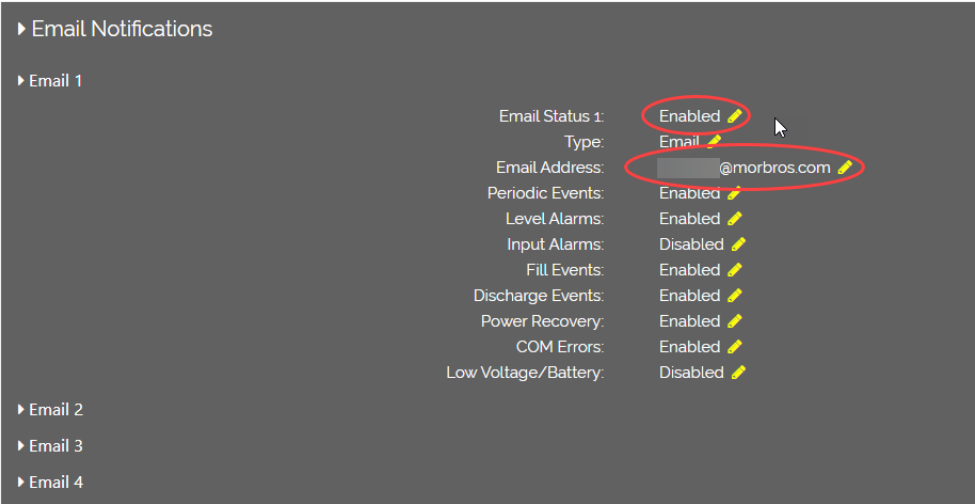 Email Notifications
Email 1
Email Status 1: Enabled
Type: Email
Email Address: @morbros.com
Periodic Events: Enabled
Level Alarms: Enabled
Input Alarms: Disabled
Fill Events: Enabled
Discharge Events: Enabled
Power Recovery: Enabled
COM Errors: Enabled
Low Voltage/Battery: Disabled
Email 2
Email 3
Email 4